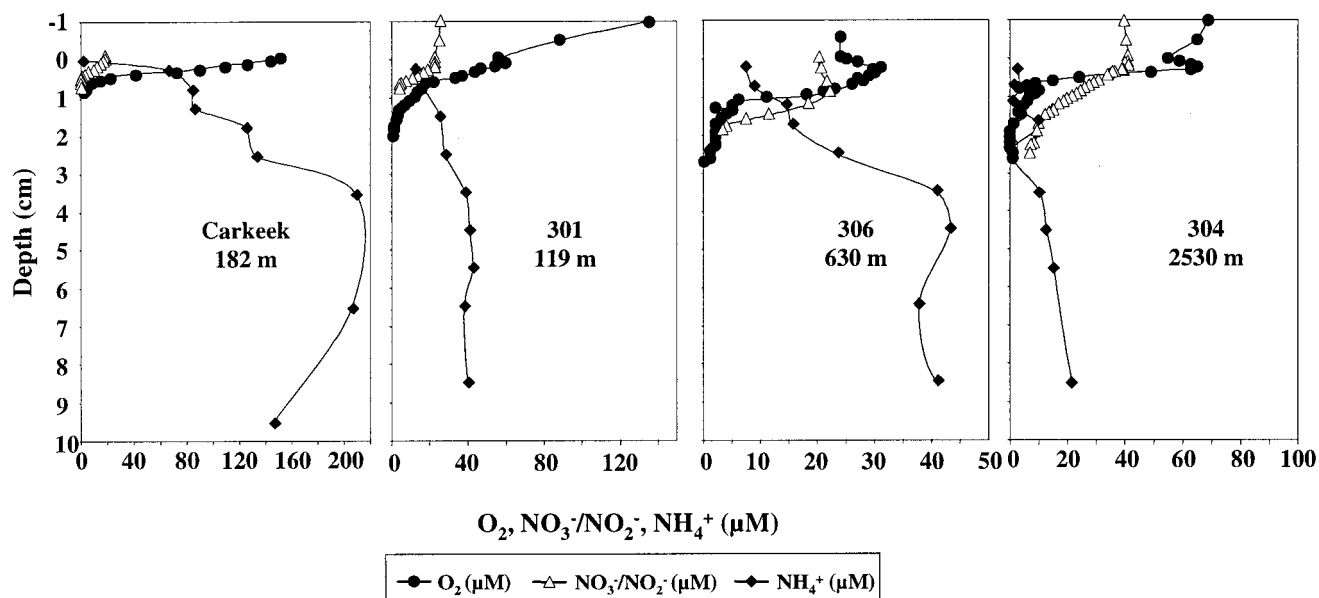 -1
0
1
2
3
4
5
6
7
8
9
10
Depth (cm)
Carkeek
182 m
301
119 m
306
630 m
304
2530 m
0 40 80 120 160 200
0 40 80 120
0 10 20 30 40 50
0 20 40 60 80 100
O₂, NO₃⁻/NO₂⁻, NH₄⁺ (µM)
O₂ (µM) NO₃⁻/NO₂⁻ (µM) NH₄⁺ (µM)